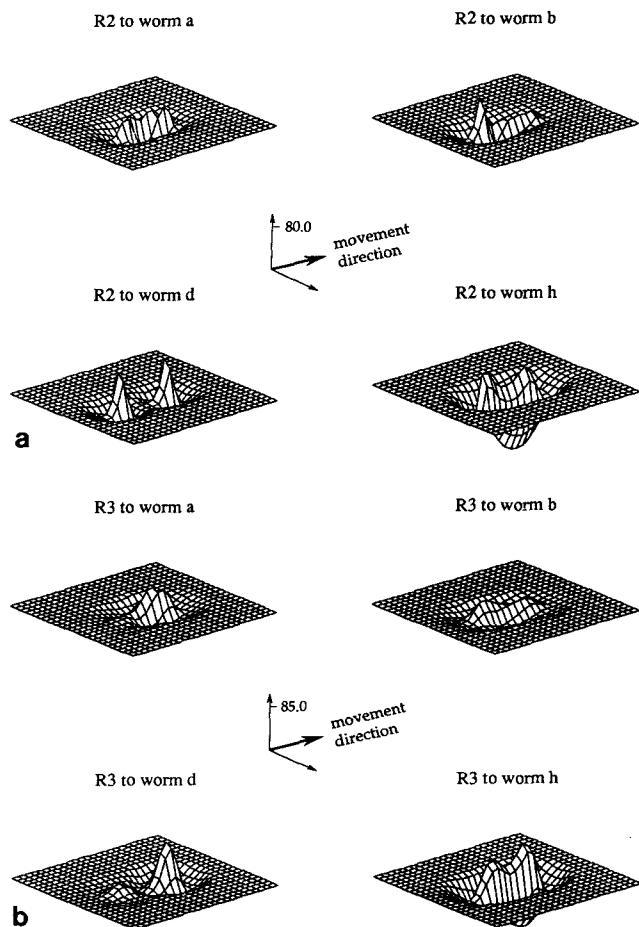 R2 to worm a
R2 to worm b
80.0
movement
direction
R2 to worm d
R2 to worm h
a
R3 to worm a
R3 to worm b
85.0
movement
direction
R3 to worm d
R3 to worm h
b